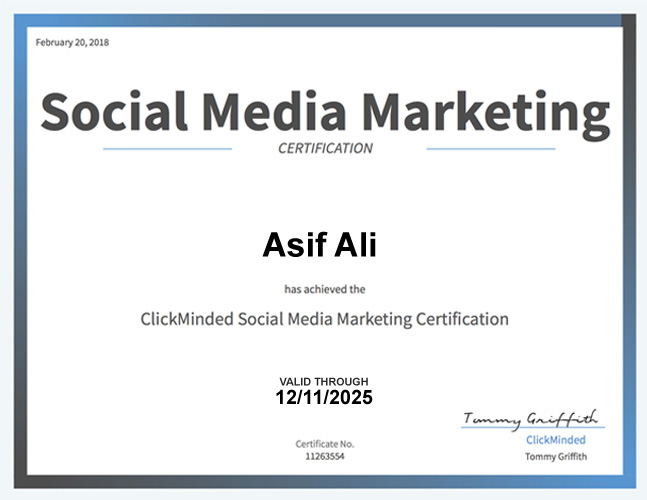 February 20, 2018
Social Media Marketing
CERTIFICATION
Asif Ali
has achieved the
ClickMinded Social Media Marketing Certification
VALID THROUGH
12/11/2025
Tommy Griffith
ClickMinded
Tommy Griffith
Certificate No.
11263554